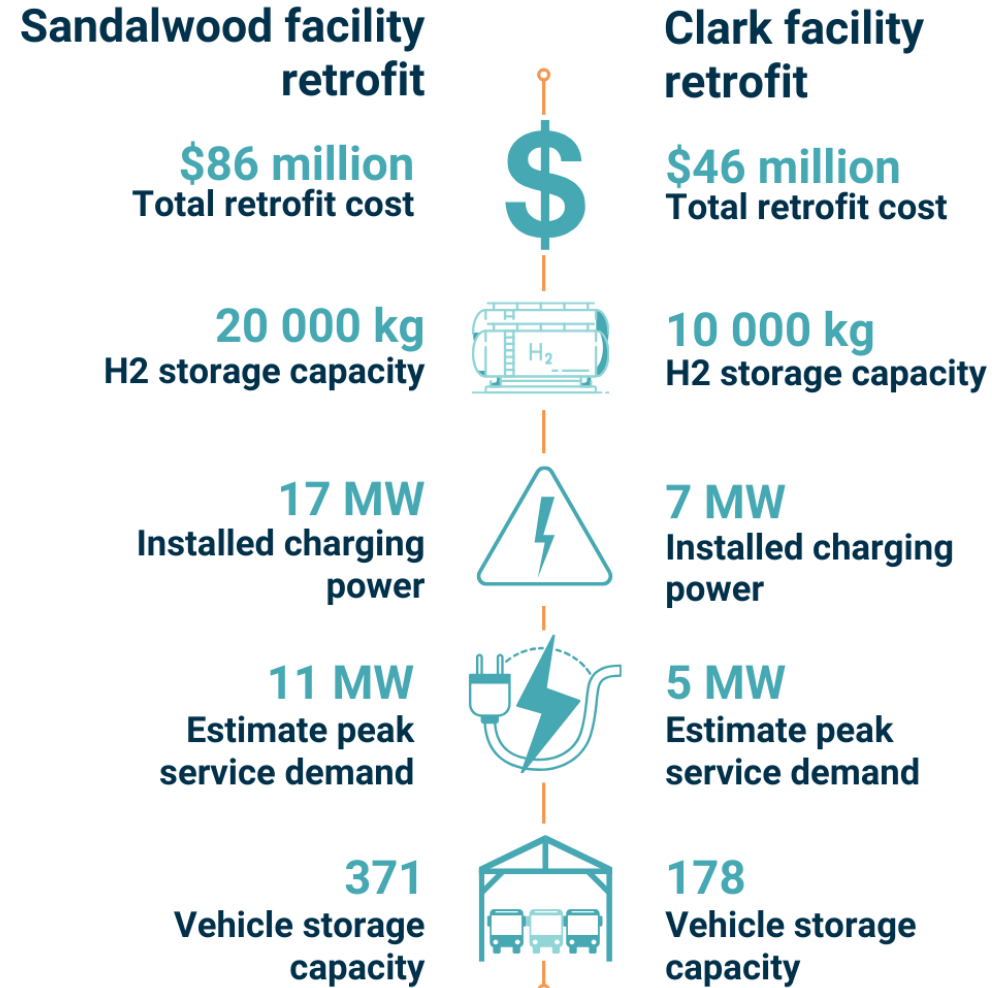 Sandalwood facility
retrofit
$86 million
Total retrofit cost
20 000 kg
H2 storage capacity
17 MW
Installed charging
power
11 MW
Estimate peak
service demand
371
Vehicle storage
capacity
$
H2
Clark facility
retrofit
$46 million
Total retrofit cost
10 000 kg
H2 storage capacity
7 MW
Installed charging
power
5 MW
Estimate peak
service demand
178
Vehicle storage
capacity